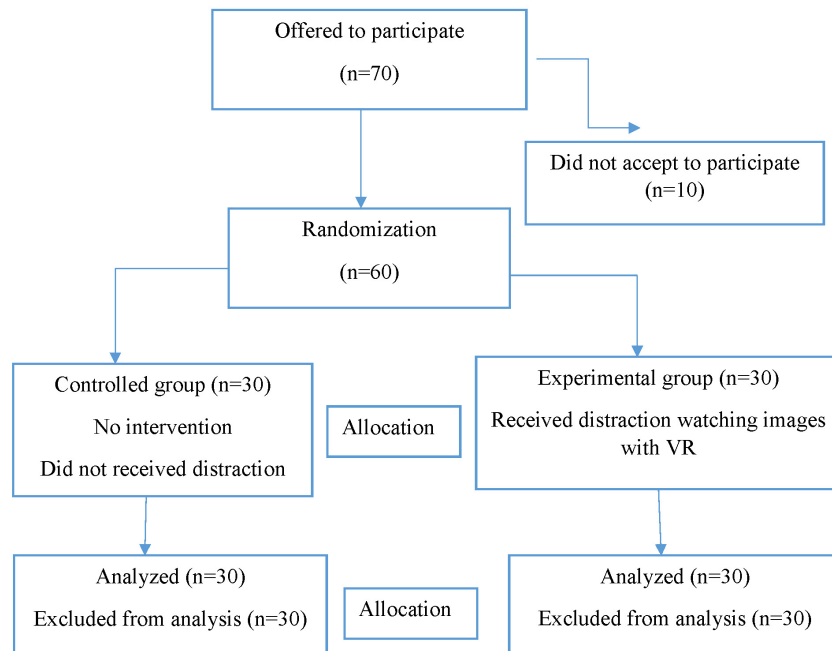 Offered to participate
(n=70)
Did not accept to participate
(n=10)
Randomization
(n=60)
Controlled group (n=30)
No intervention
Did not received distraction
Allocation
Experimental group (n=30)
Received distraction watching images
with VR
Analyzed (n=30)
Excluded from analysis (n=30)
Allocation
Analyzed (n=30)
Excluded from analysis (n=30)